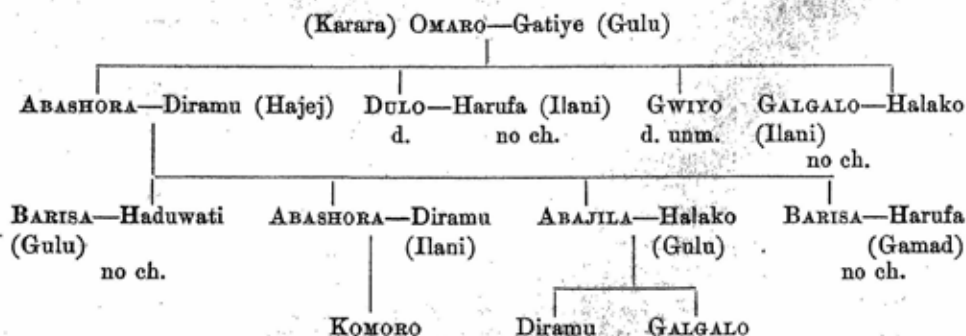 (Karara) OMARO—Gatiye (Gulu)
ABASHORA—Diramu (Hajej) DULO—Harufa (Ilani) GWIYO GALGALO—Halako
d. no ch. d. unm. (Ilani)
no ch.
BARISA—Haduwati ABASHORA—Diramu ABAJILA—Halako BARISA—Harufa
(Gulu) (Ilani) (Gulu) (Gamad)
no ch. no ch.
KOMORO Diramu GALGALO